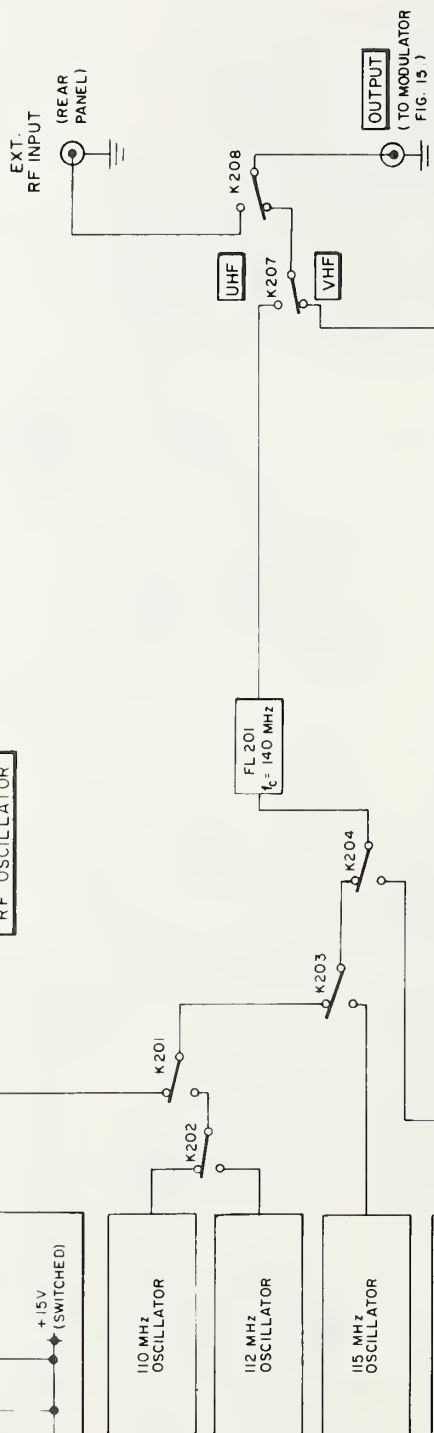 EXT.
RF INPUT
(REAR
PANEL)
K208
OUTPUT
(TO MODULATOR
FIG. 15.)
UHF
K207
VHF
RF OSCILLATOR
FL 201
fc = 140 MHz
K204
K203
K201
K202
+15V
(SWITCHED)
110 MHz
OSCILLATOR
112 MHz
OSCILLATOR
115 MHz
OSCILLATOR